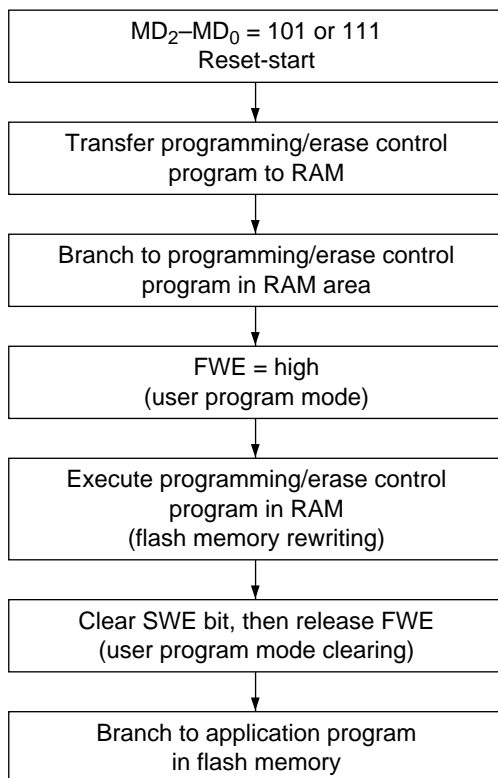 MD₂–MD₀ = 101 or 111
Reset-start
Transfer programming/erase control
program to RAM
Branch to programming/erase control
program in RAM area
FWE = high
(user program mode)
Execute programming/erase control
program in RAM
(flash memory rewriting)
Clear SWE bit, then release FWE
(user program mode clearing)
Branch to application program
in flash memory